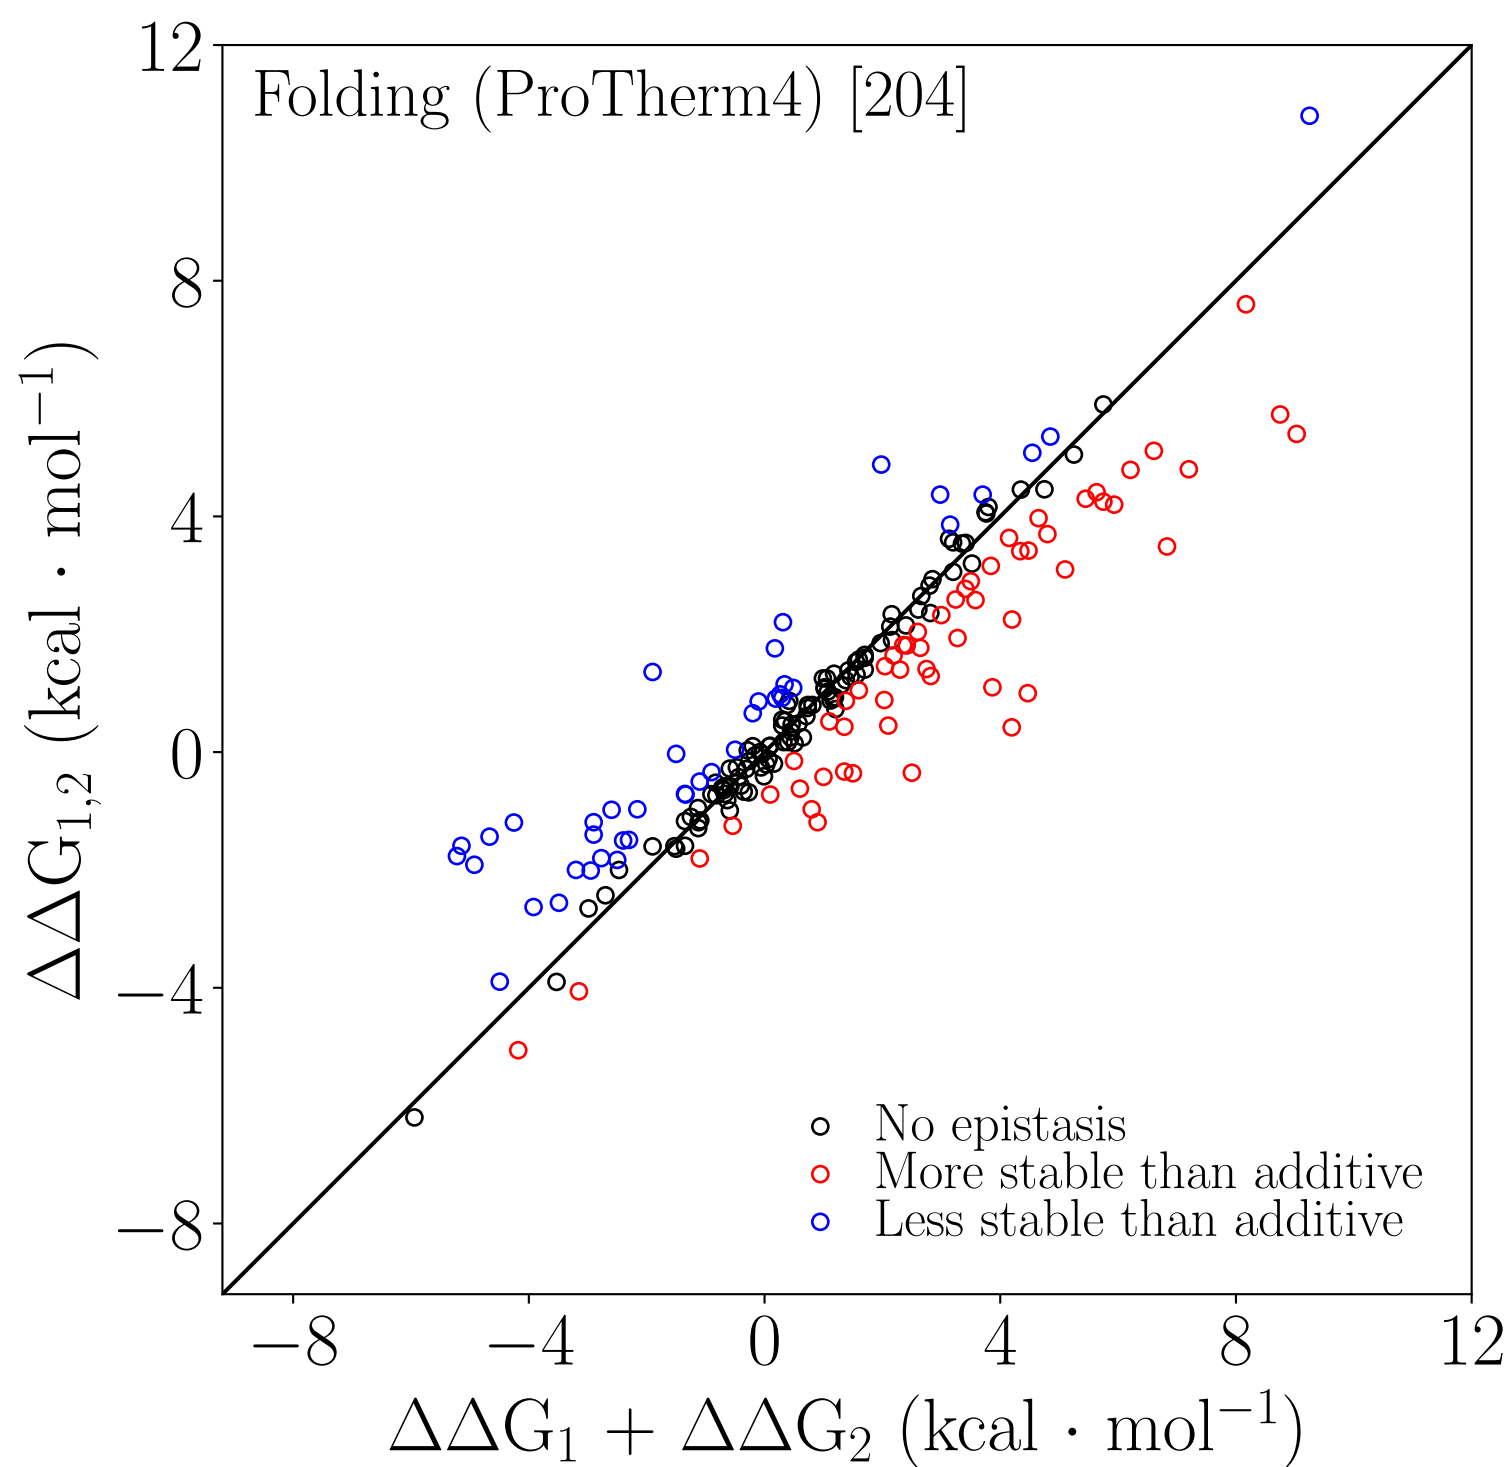 12
Folding (ProTherm4) [204]
8
4
0
−4
−8
ΔΔG₁,₂ (kcal · mol⁻¹)
No epistasis
More stable than additive
Less stable than additive
−8 −4 0 4 8 12
ΔΔG₁ + ΔΔG₂ (kcal · mol⁻¹)